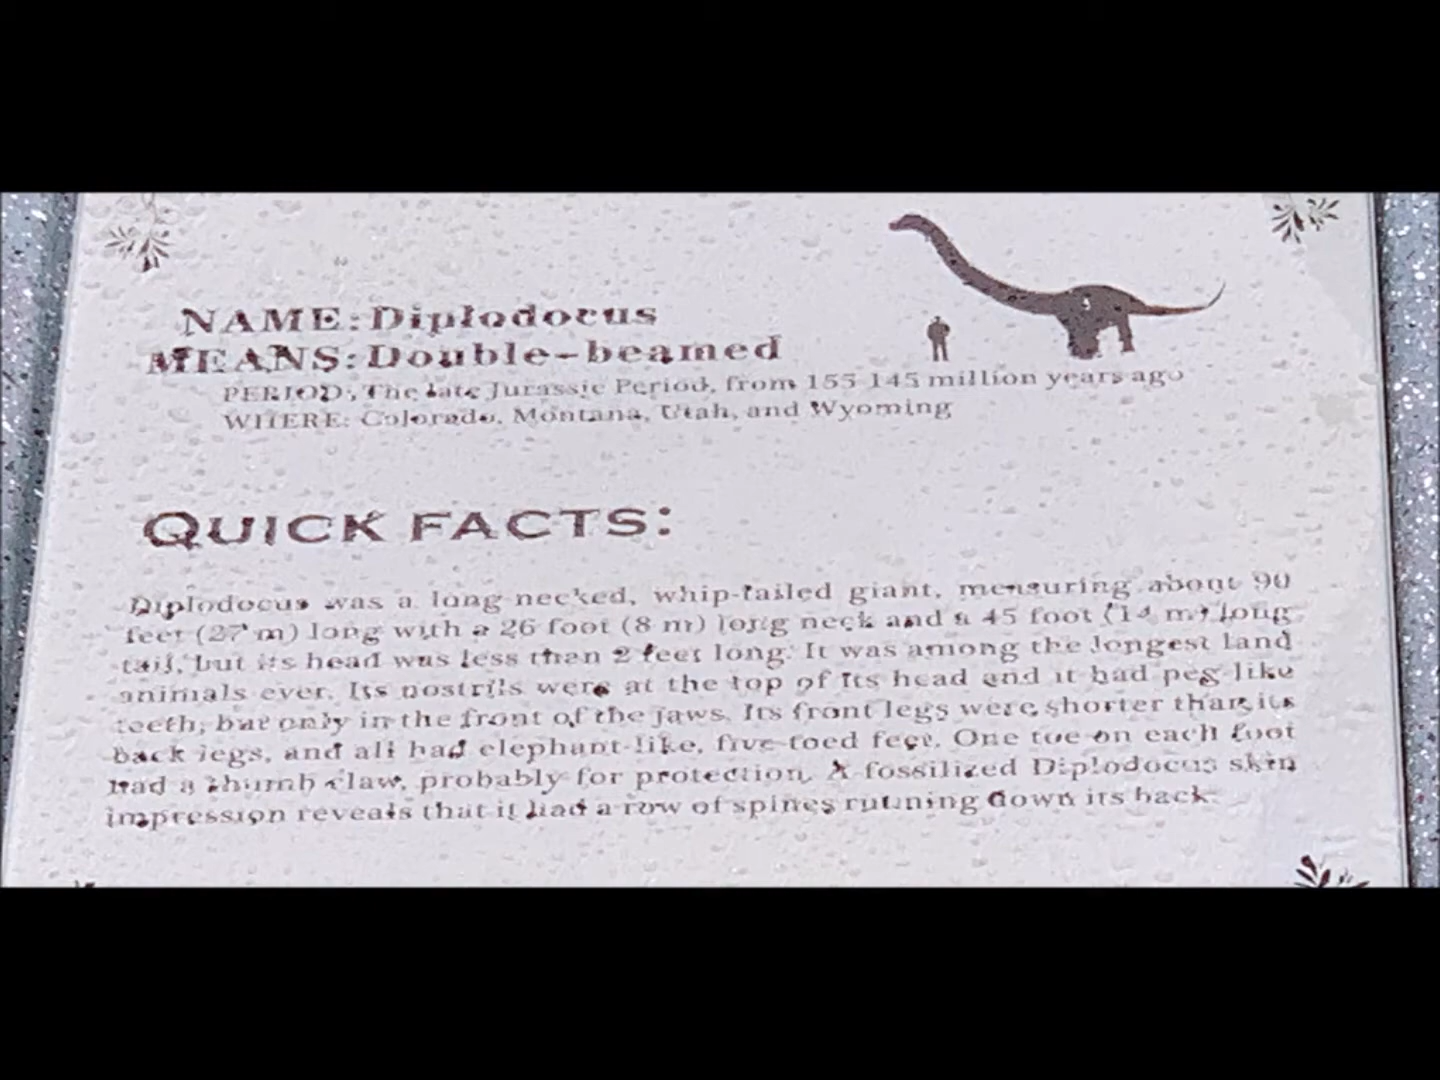 NAME: Diplodocus
MEANS: Double-beamed
PERIOD: The late Jurassic Period, from 155 145 million years ago
WHERE: Colorado, Montana, Utah, and Wyoming
QUICK FACTS:
Diplodocus was a long necked, whip-tailed giant, measuring about 90
feet (27 m) long with a 26 foot (8 m) long neck and a 45 foot (14 m) long
tail, but its head was less than 2 feet long. It was among the longest land
animals ever. Its nostrils were at the top of its head and it had peg like
teeth, but only in the front of the jaws. Its front legs were shorter than its
back legs, and all had elephant-like, five-toed feet. One toe on each foot
had a thumb claw, probably for protection. A fossilized Diplodocus skin
impression reveals that it had a row of spines running down its back.